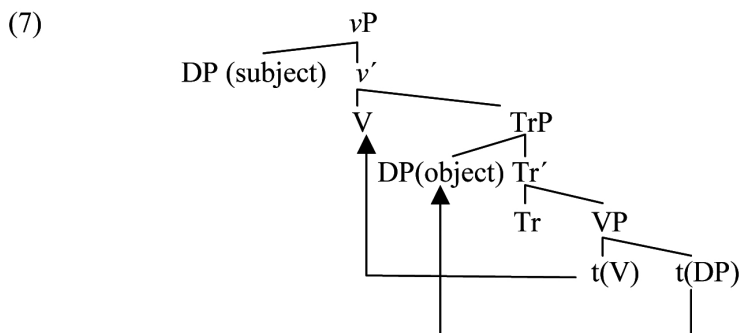 (7) vP
DP (subject) v´
V TrP
DP(object) Tr´
Tr VP
t(V) t(DP)